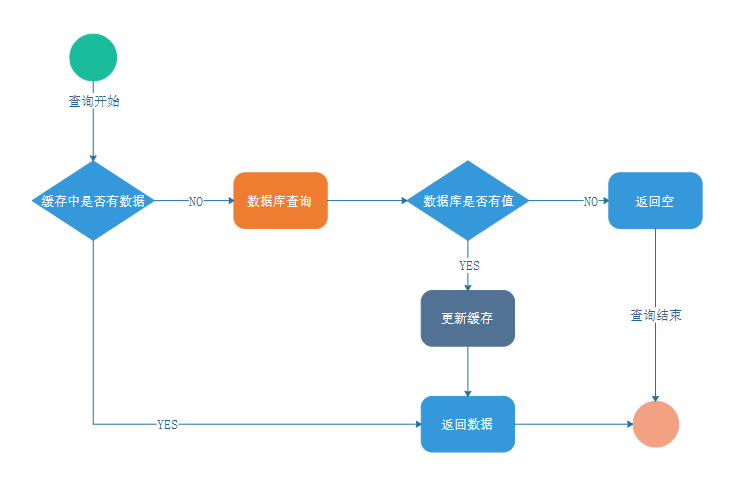 查询开始
缓存中是否有数据
NO
数据库查询
数据库是否有值
NO
返回空
YES
更新缓存
查询结束
YES
返回数据